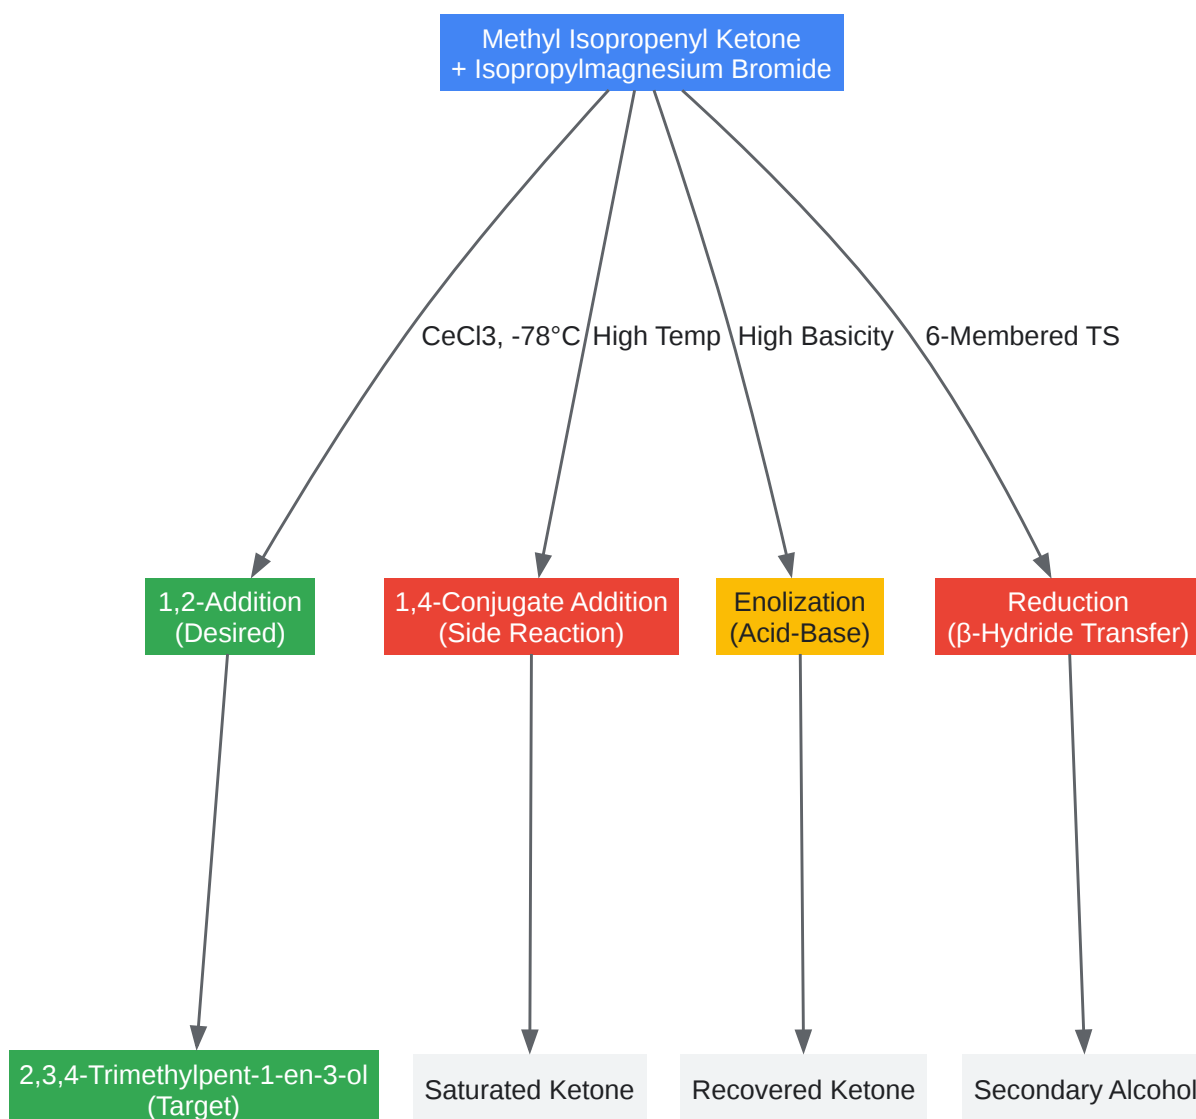 Methyl Isopropenyl Ketone
+ Isopropylmagnesium Bromide
CeCl3, -78°C
High Temp
High Basicity
6-Membered TS
1,2-Addition
(Desired)
1,4-Conjugate Addition
(Side Reaction)
Enolization
(Acid-Base)
Reduction
(β-Hydride Transfer)
2,3,4-Trimethylpent-1-en-3-ol
(Target)
Saturated Ketone
Recovered Ketone
Secondary Alcohol